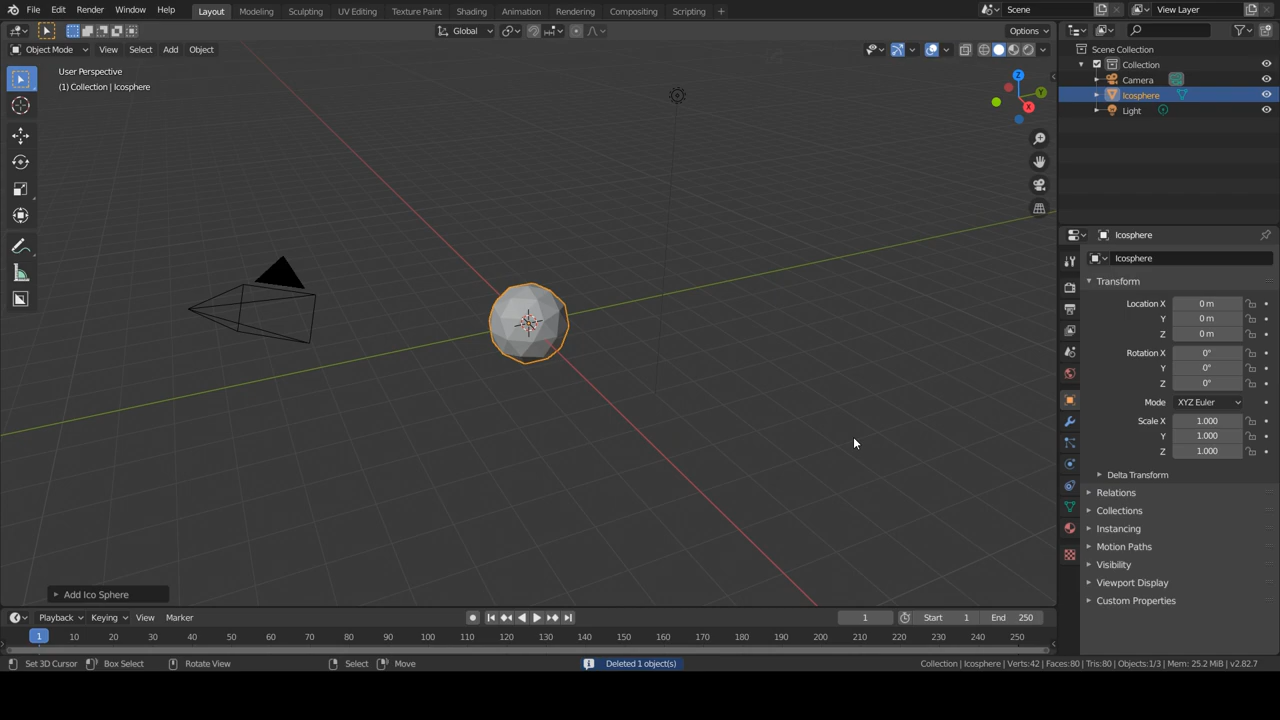 File Edit Render Window Help Layout Modeling Sculpting UV Editing Texture Paint Shading Animation Rendering Compositing Scripting + Scene View Layer
Global Options
Object Mode View Select Add Object
User Perspective
(1) Collection | Icosphere
Z
Y
X
Scene Collection
Collection
Camera
Icosphere
Light
Icosphere
Icosphere
Transform
Location X 0 m
Y 0 m
Z 0 m
Rotation X 0°
Y 0°
Z 0°
Mode XYZ Euler
Scale X 1.000
Y 1.000
Z 1.000
Delta Transform
Relations
Collections
Instancing
Motion Paths
Visibility
Viewport Display
Custom Properties
Add Ico Sphere
Playback Keying View Marker 1 Start 1 End 250
1 10 20 30 40 50 60 70 80 90 100 110 120 130 140 150 160 170 180 190 200 210 220 230 240 250
Set 3D Cursor Box Select Rotate View Select Move Deleted 1 object(s) Collection | Icosphere | Verts:42 | Faces:80 | Tris:80 | Objects:1/3 | Mem: 25.2 MiB | v2.82.7